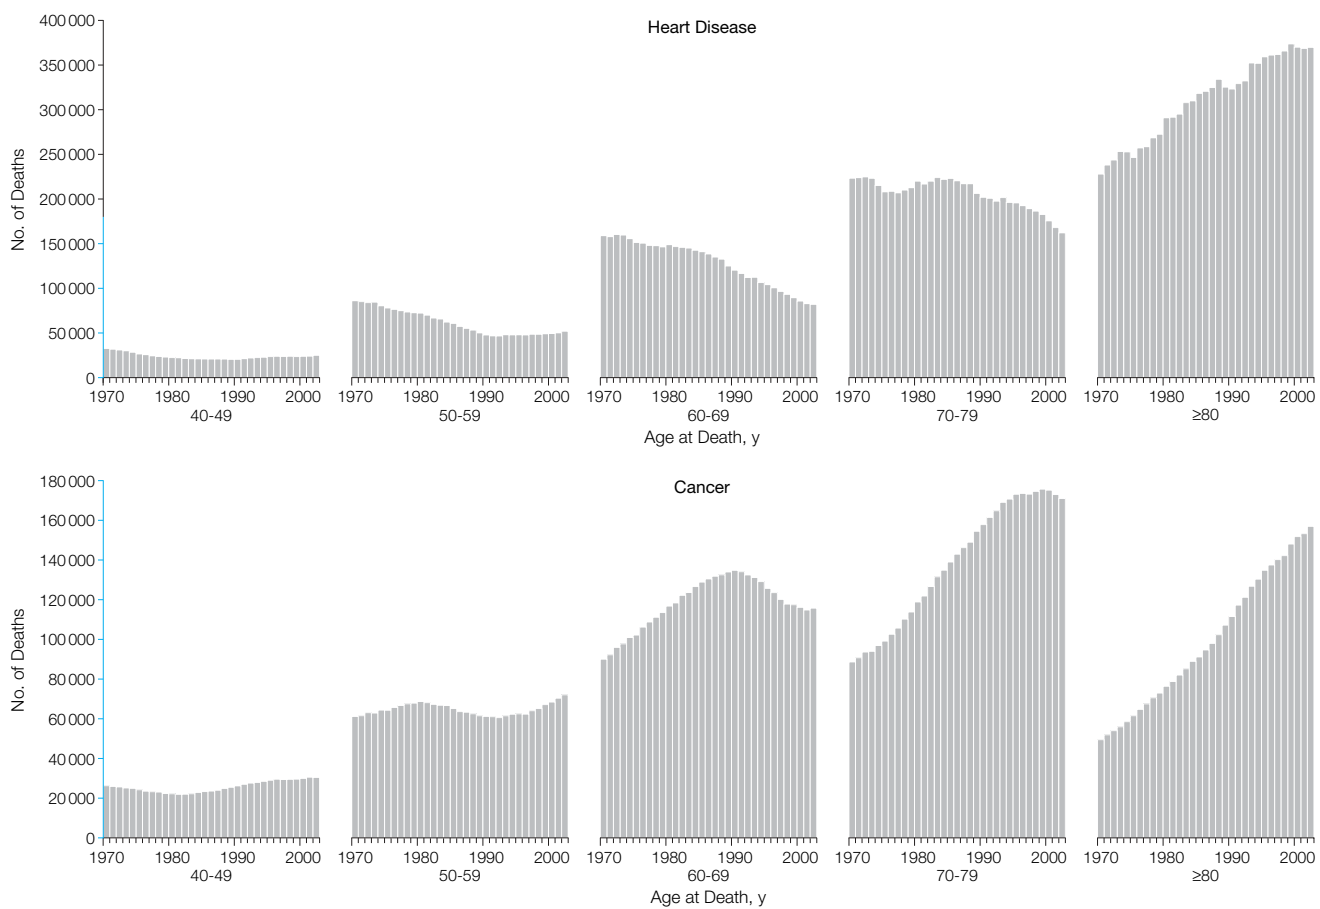 Heart Disease
No. of Deaths
400 000
350 000
300 000
250 000
200 000
150 000
100 000
50 000
0
1970 1980 1990 2000 1970 1980 1990 2000 1970 1980 1990 2000 1970 1980 1990 2000 1970 1980 1990 2000
40-49 50-59 60-69 70-79 ≥80
Age at Death, y
Cancer
No. of Deaths
180 000
160 000
140 000
120 000
100 000
80 000
60 000
40 000
20 000
0
1970 1980 1990 2000 1970 1980 1990 2000 1970 1980 1990 2000 1970 1980 1990 2000 1970 1980 1990 2000
40-49 50-59 60-69 70-79 ≥80
Age at Death, y